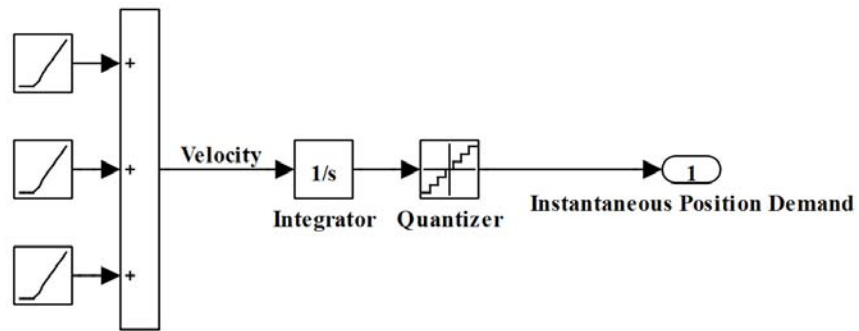 +
+
+
Velocity
1/s
Integrator
Quantizer
1
Instantaneous Position Demand